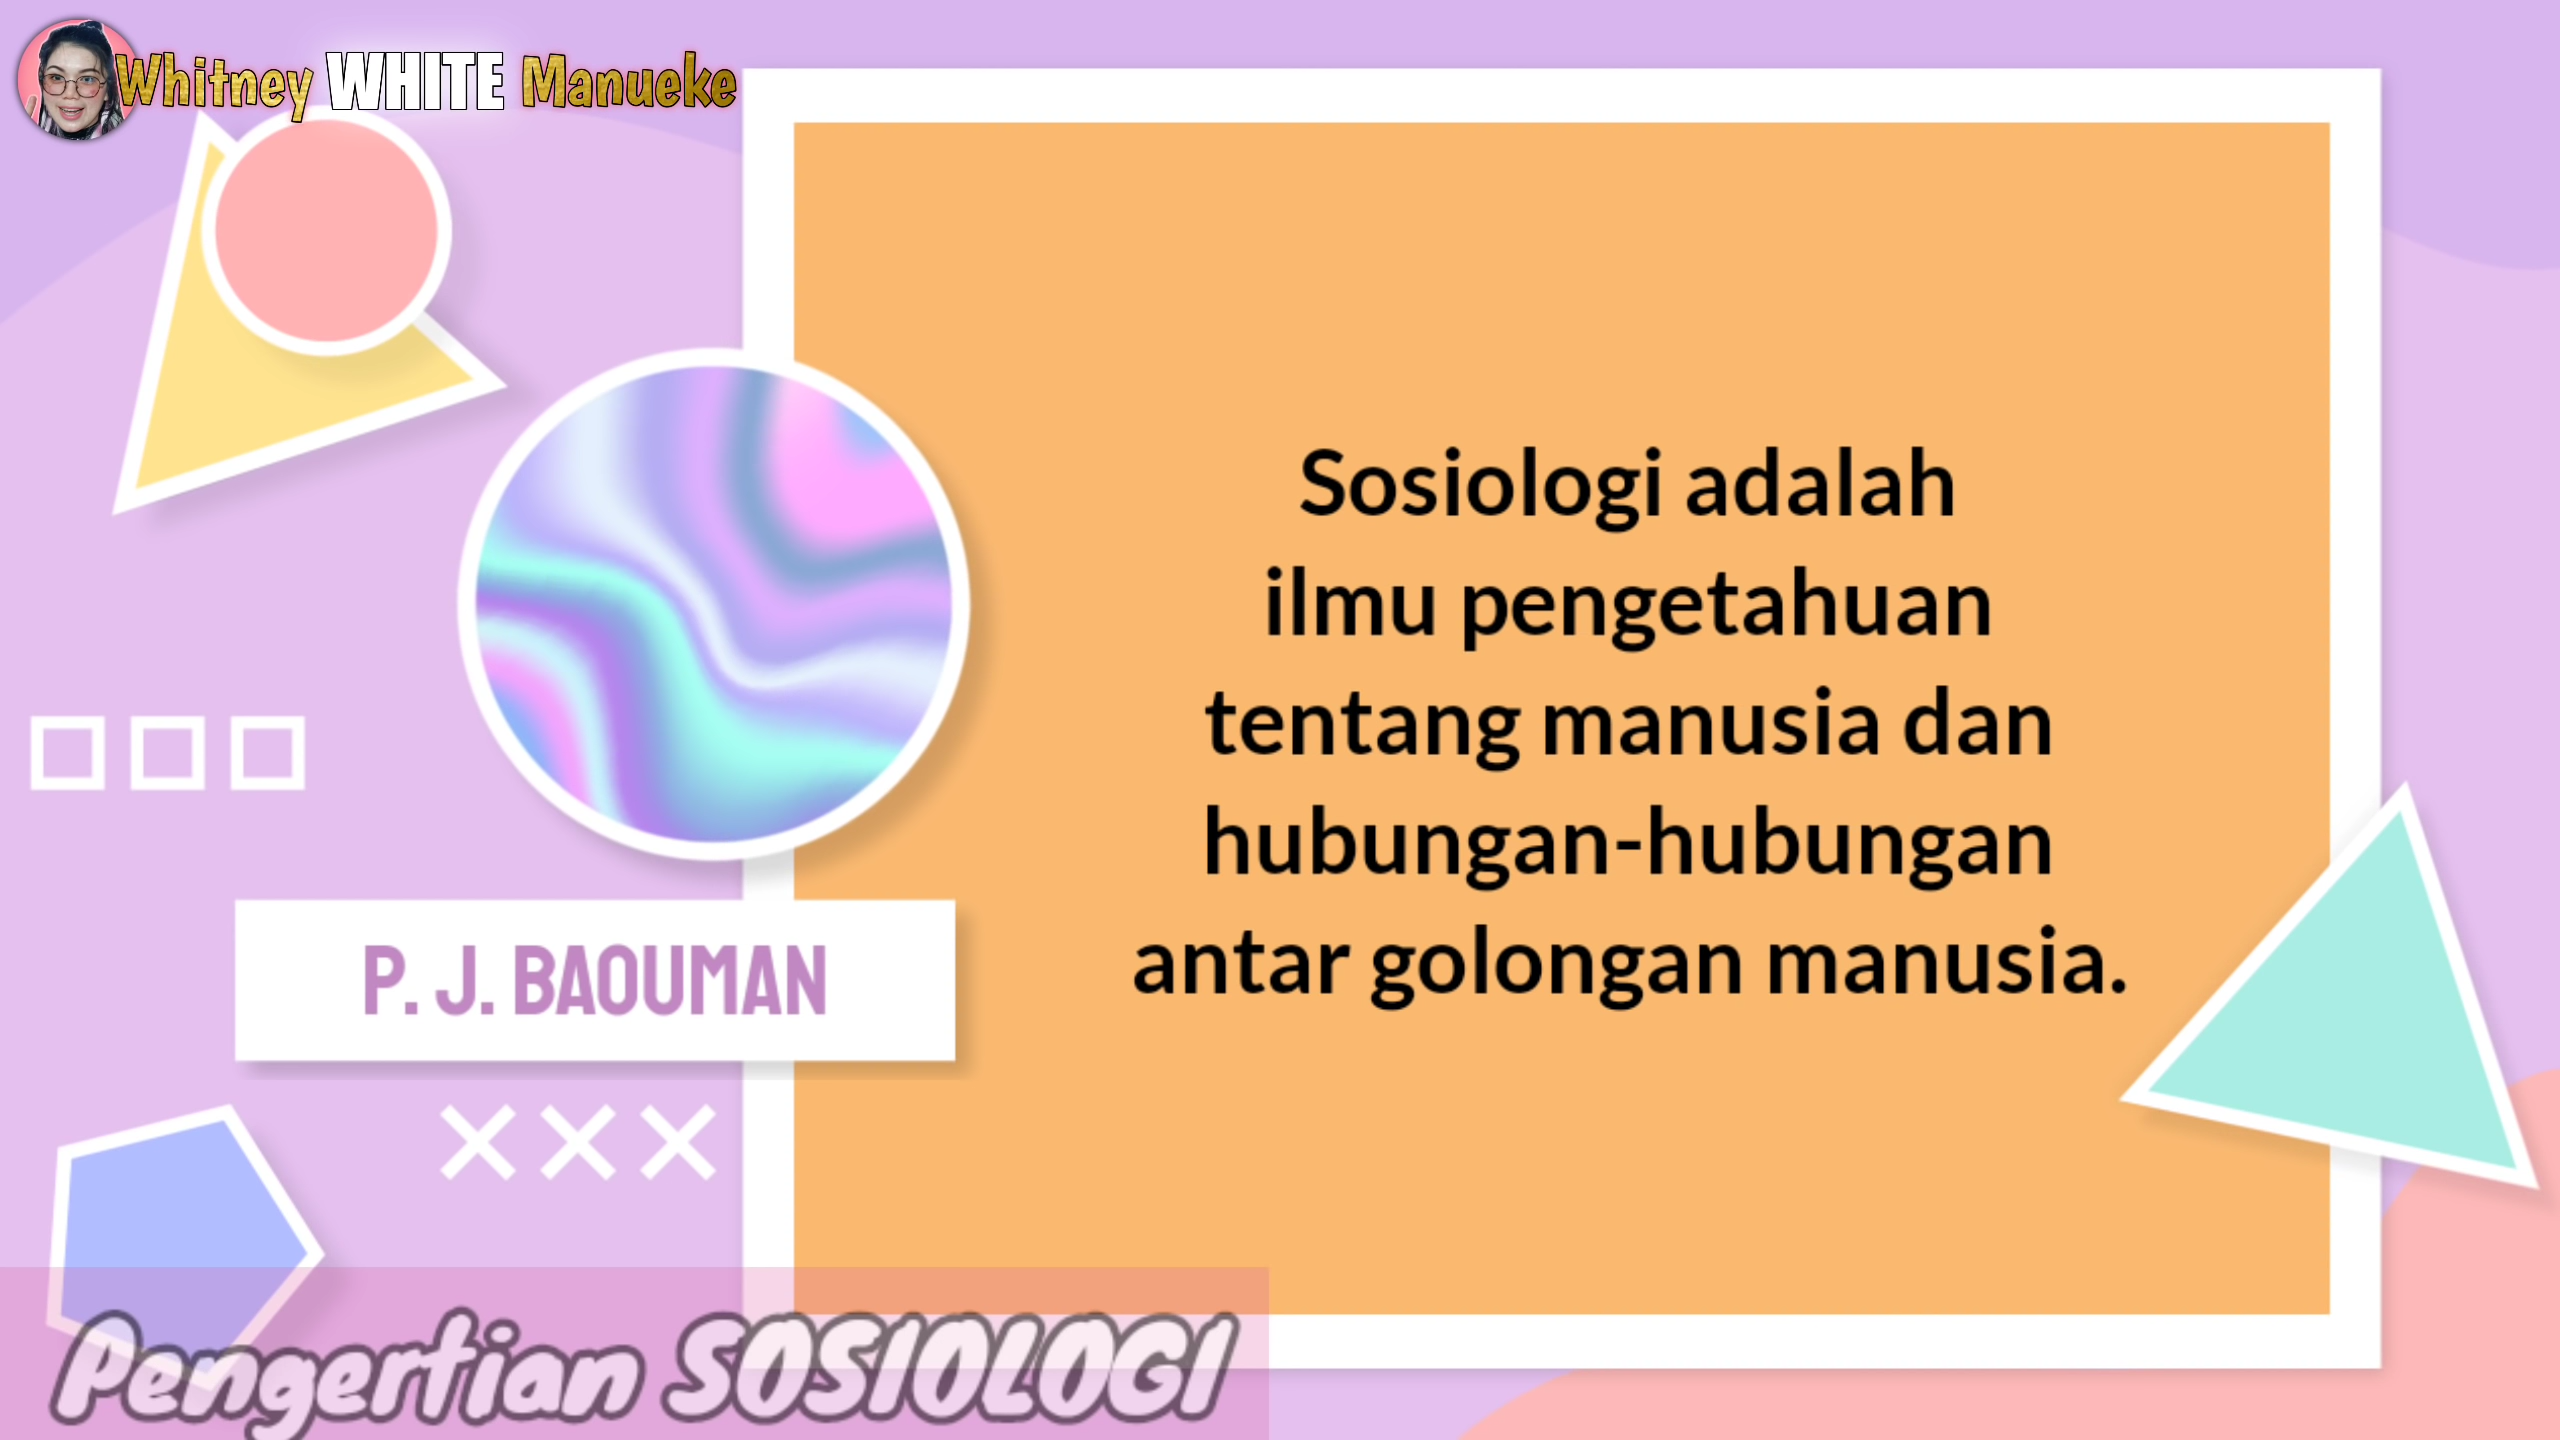 Whitney WHITE Manueke
Sosiologi adalah
ilmu pengetahuan
tentang manusia dan
hubungan-hubungan
antar golongan manusia.
P. J. BAOUMAN
Pengertian SOSIOLOGI